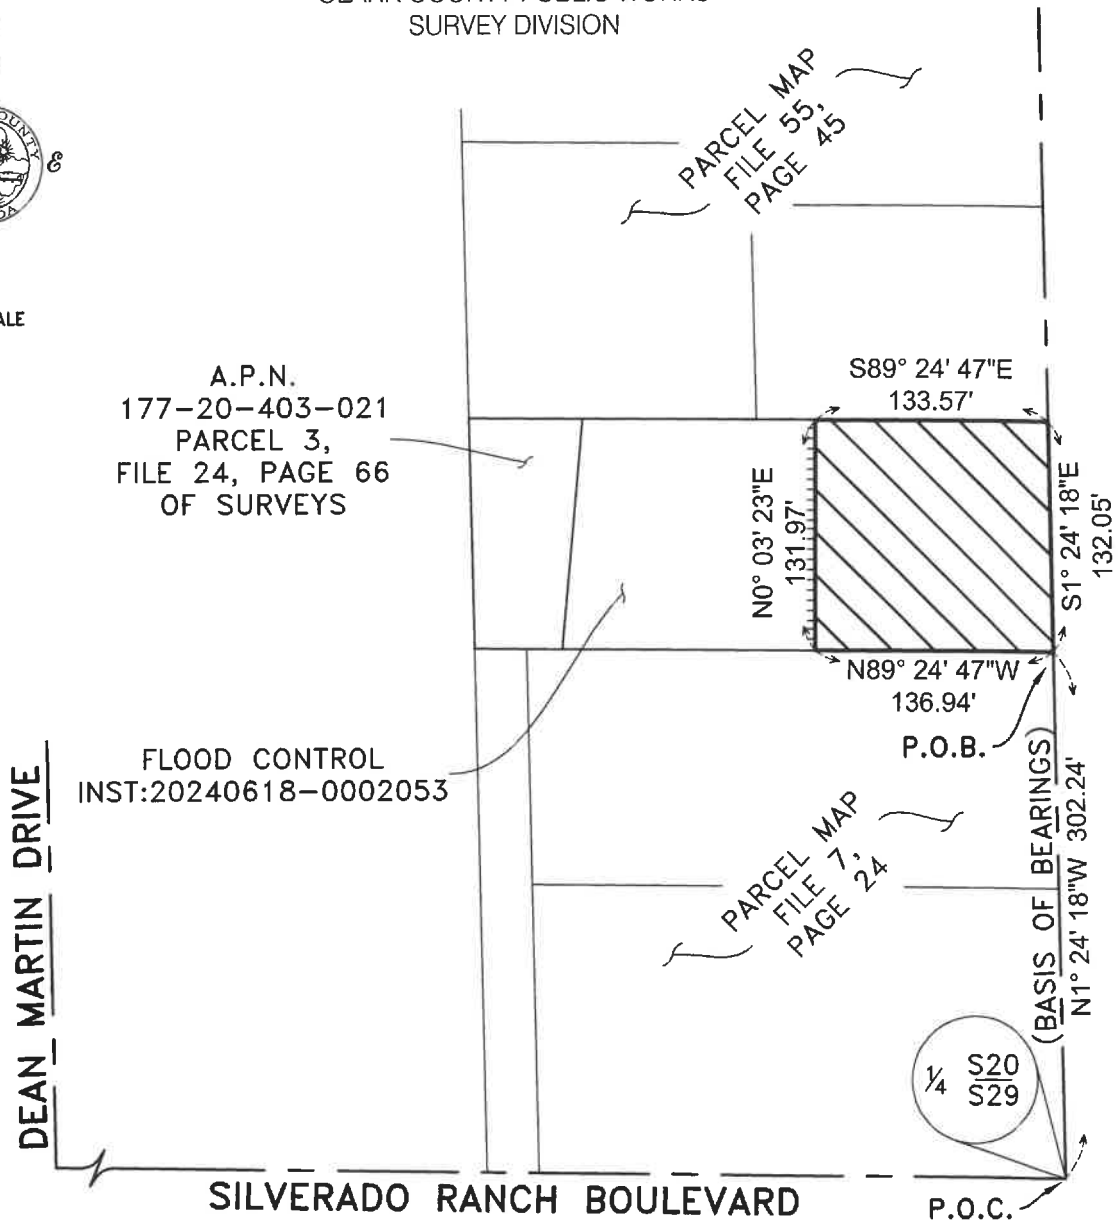 SURVEY DIVISION
PARCEL MAP
FILE 55,
PAGE 45
COUNTY
&
A.P.N.
177-20-403-021
PARCEL 3,
FILE 24, PAGE 66
OF SURVEYS
S89° 24' 47"E
133.57'
N0° 03' 23"E
131.97'
S1° 24' 18"E
132.05'
N89° 24' 47"W
136.94'
P.O.B.
FLOOD CONTROL
INST:20240618-0002053
DEAN MARTIN DRIVE
PARCEL MAP
FILE 7,
PAGE 24
(BASIS OF BEARINGS)
N1° 24' 18"W 302.24'
1/4 S20
S29
SILVERADO RANCH BOULEVARD
P.O.C.